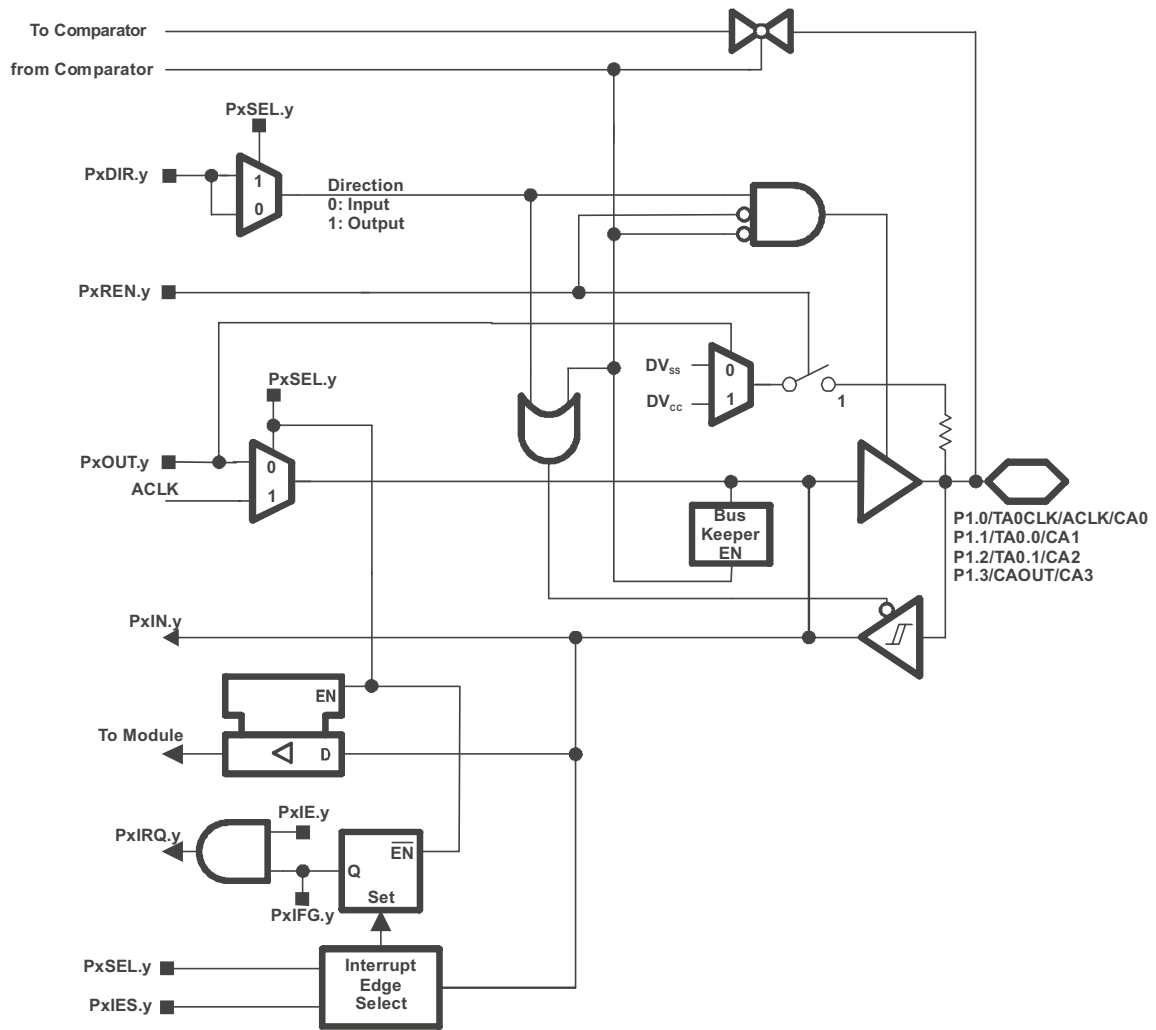 To Comparator
from Comparator
PxSEL.y
PxDIR.y
1
0
Direction
0: Input
1: Output
PxREN.y
DVSS
0
DVCC
1
1
PxSEL.y
PxOUT.y
0
ACLK
1
Bus
Keeper
EN
P1.0/TA0CLK/ACLK/CA0
P1.1/TA0.0/CA1
P1.2/TA0.1/CA2
P1.3/CAOUT/CA3
PxIN.y
EN
To Module
D
PxIE.y
PxIRQ.y
EN
Q
Set
PxIFG.y
PxSEL.y
PxIES.y
Interrupt
Edge
Select